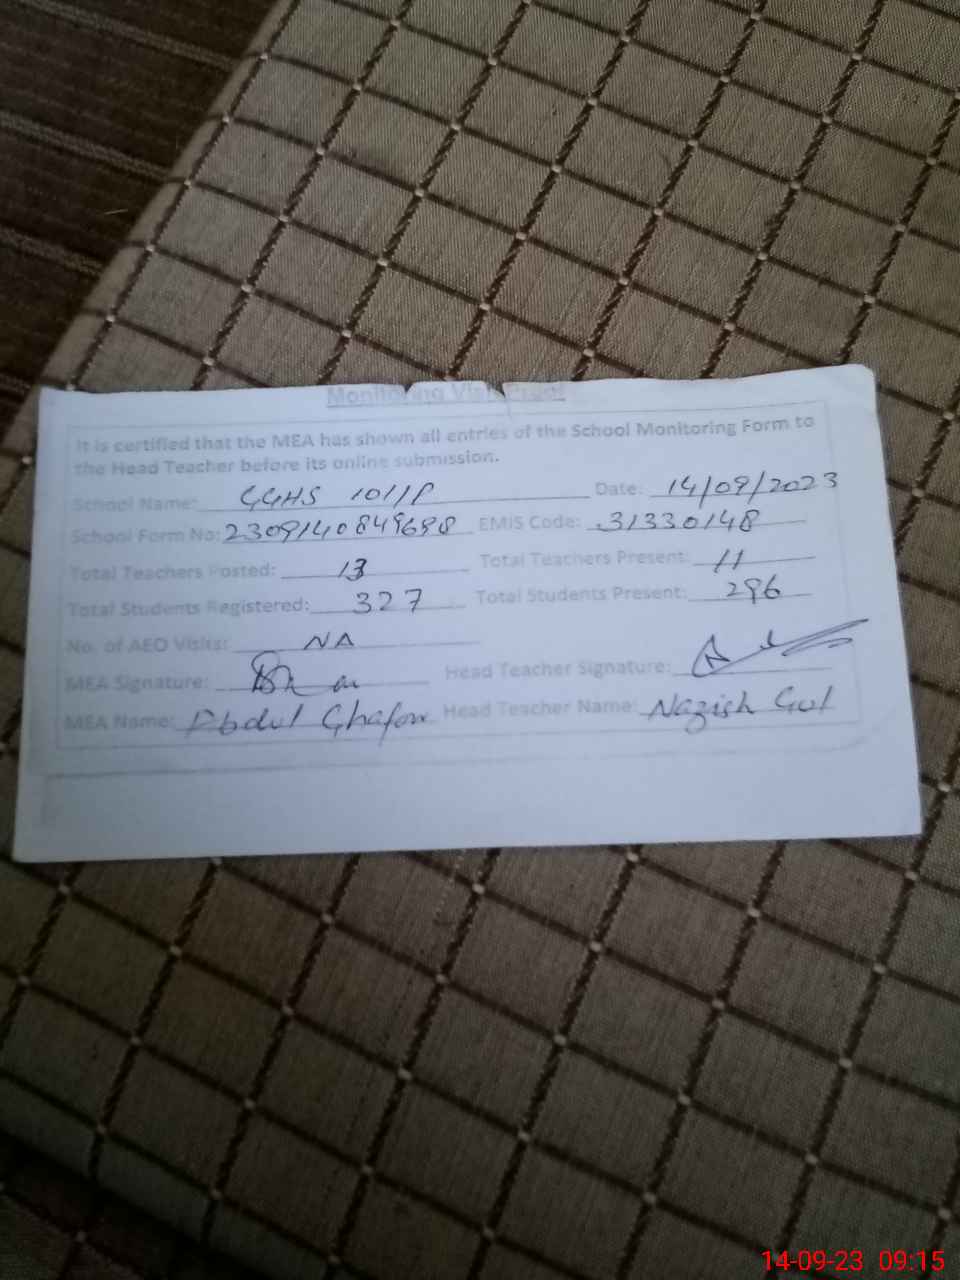 Monitoring Visit Proof
It is certified that the MEA has shown all entries of the School Monitoring Form to
the Head Teacher before its online submission.
School Name: GGHS 101/P Date: 14/09/2023
School Form No: 2309140849698 EMIS Code: 31330148
Total Teachers Posted: 13 Total Teachers Present: 11
Total Students Registered: 327 Total Students Present: 296
No. of AEO Visits: NA
MEA Signature: Head Teacher Signature:
MEA Name: Abdul Ghafoor Head Teacher Name: Nazish Gul
14-09-23 09:15